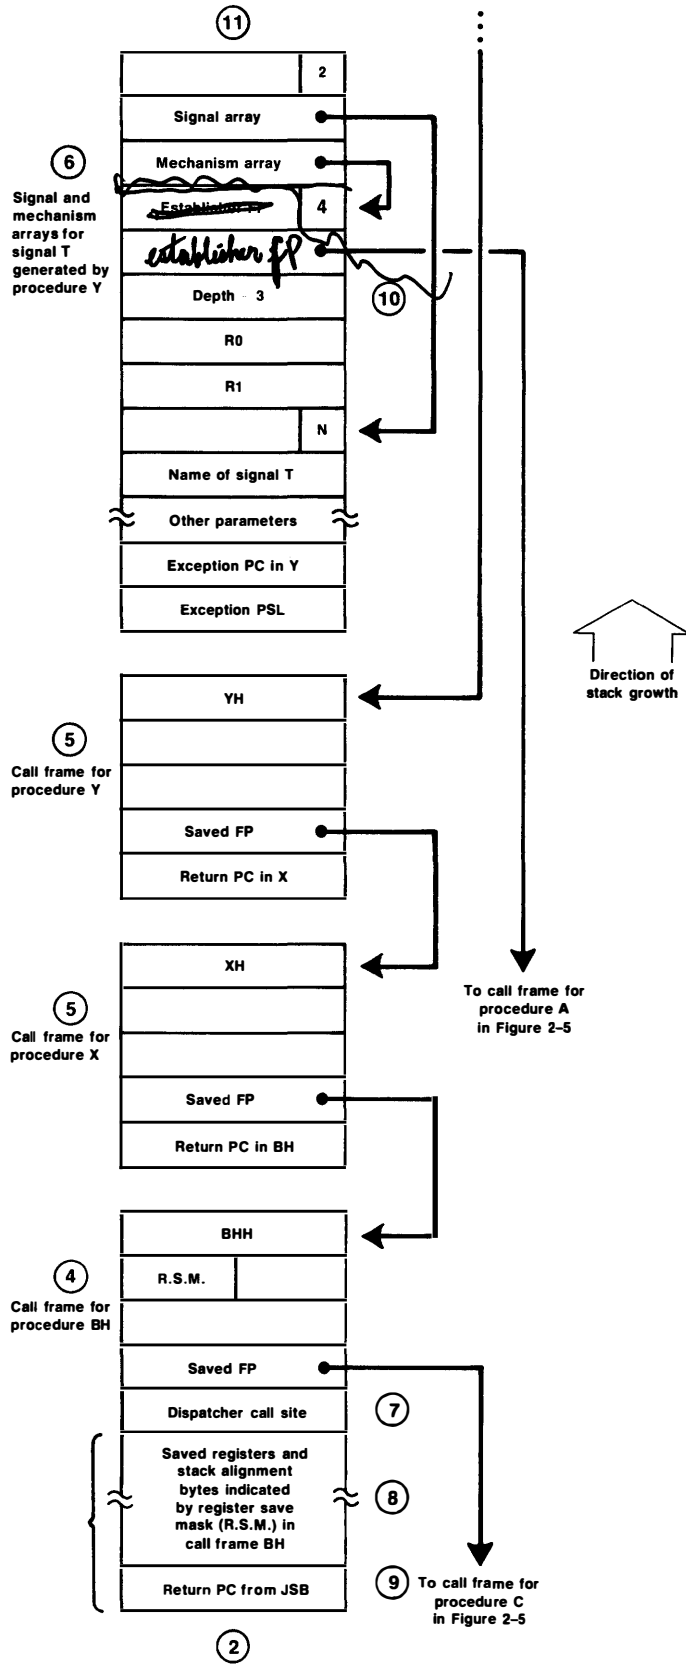 11
2
Signal array
6
Mechanism array
Signal and
mechanism
arrays for
signal T
generated by
procedure Y
Establisher FP
4
establisher fp
Depth 3
10
R0
R1
N
Name of signal T
Other parameters
Exception PC in Y
Exception PSL
Direction of
stack growth
YH
5
Call frame for
procedure Y
Saved FP
Return PC in X
XH
To call frame for
procedure A
in Figure 2-5
5
Call frame for
procedure X
Saved FP
Return PC in BH
BHH
4
R.S.M.
Call frame for
procedure BH
Saved FP
Dispatcher call site
7
Saved registers and
stack alignment
bytes indicated
by register save
mask (R.S.M.) in
call frame BH
8
Return PC from JSB
9
To call frame for
procedure C
in Figure 2-5
2